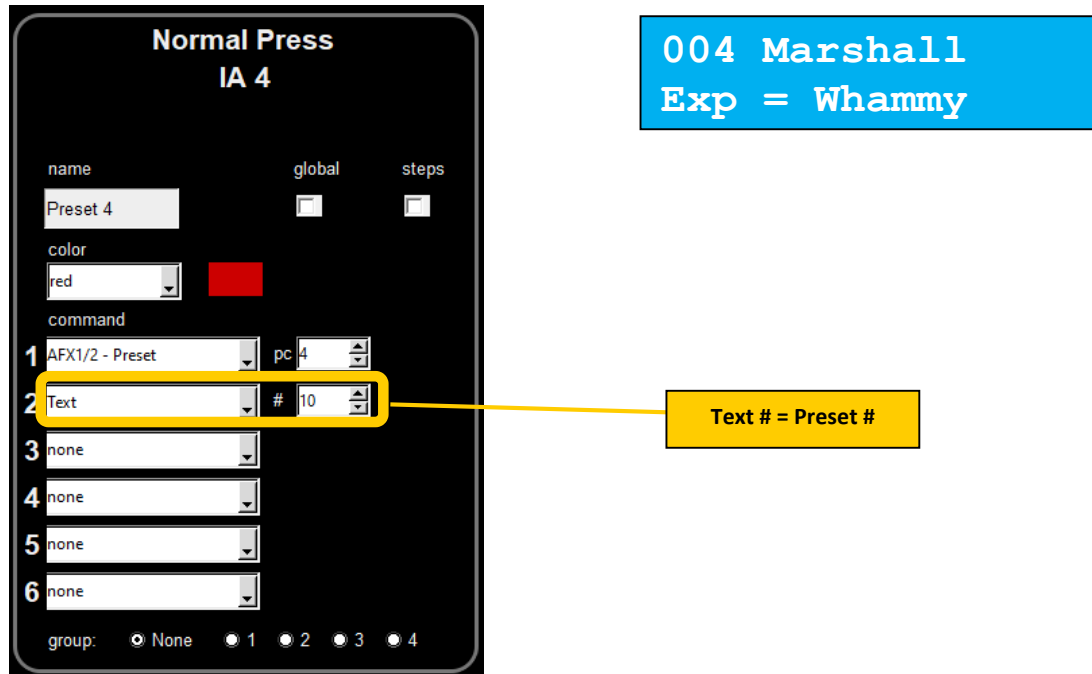 Normal Press
IA 4
name global steps
Preset 4
color
red
command
1 AFX1/2 - Preset pc 4
2 Text # 10
3 none
4 none
5 none
6 none
group: None 1 2 3 4
004 Marshall
Exp = Whammy
Text # = Preset #